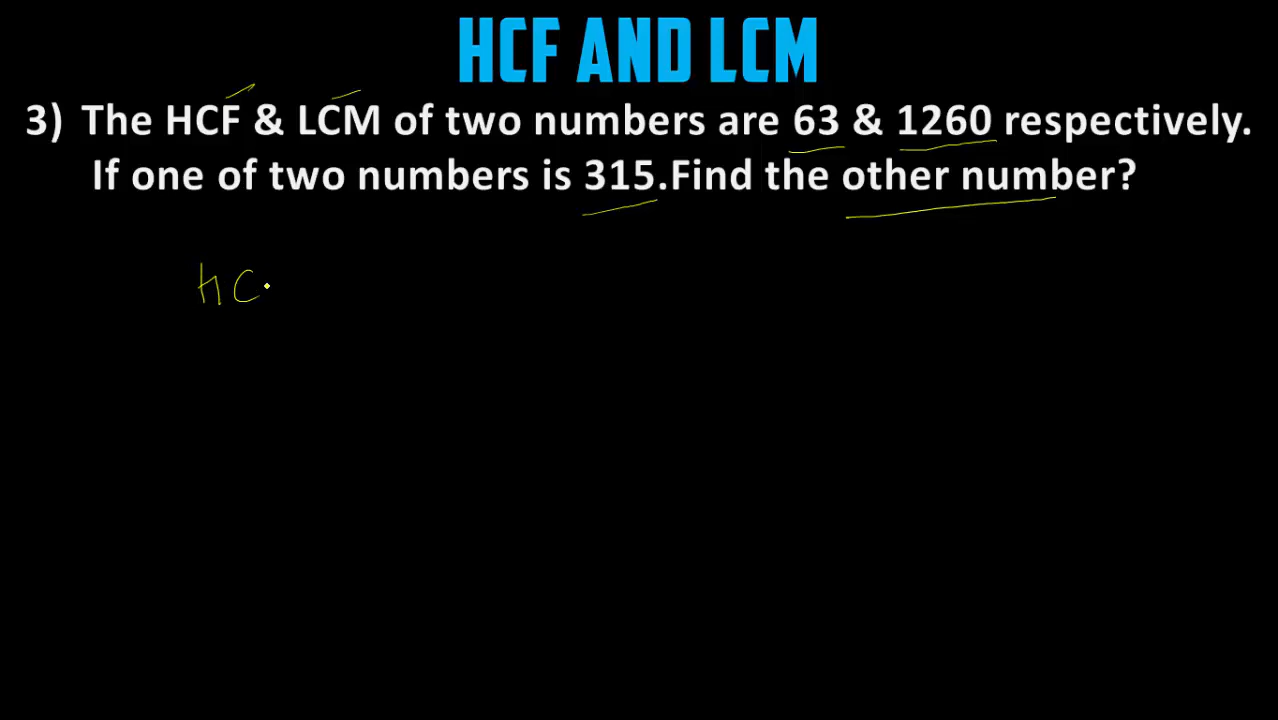 HCF AND LCM
3) The HCF & LCM of two numbers are 63 & 1260 respectively.
If one of two numbers is 315.Find the other number?
HC